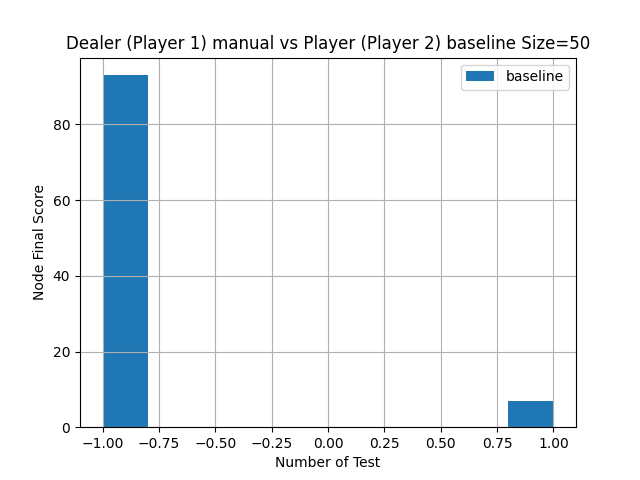 Dealer (Player 1) manual vs Player (Player 2) baseline Size=50
baseline
80
60
40
20
0
Node Final Score
−1.00 −0.75 −0.50 −0.25 0.00 0.25 0.50 0.75 1.00
Number of Test